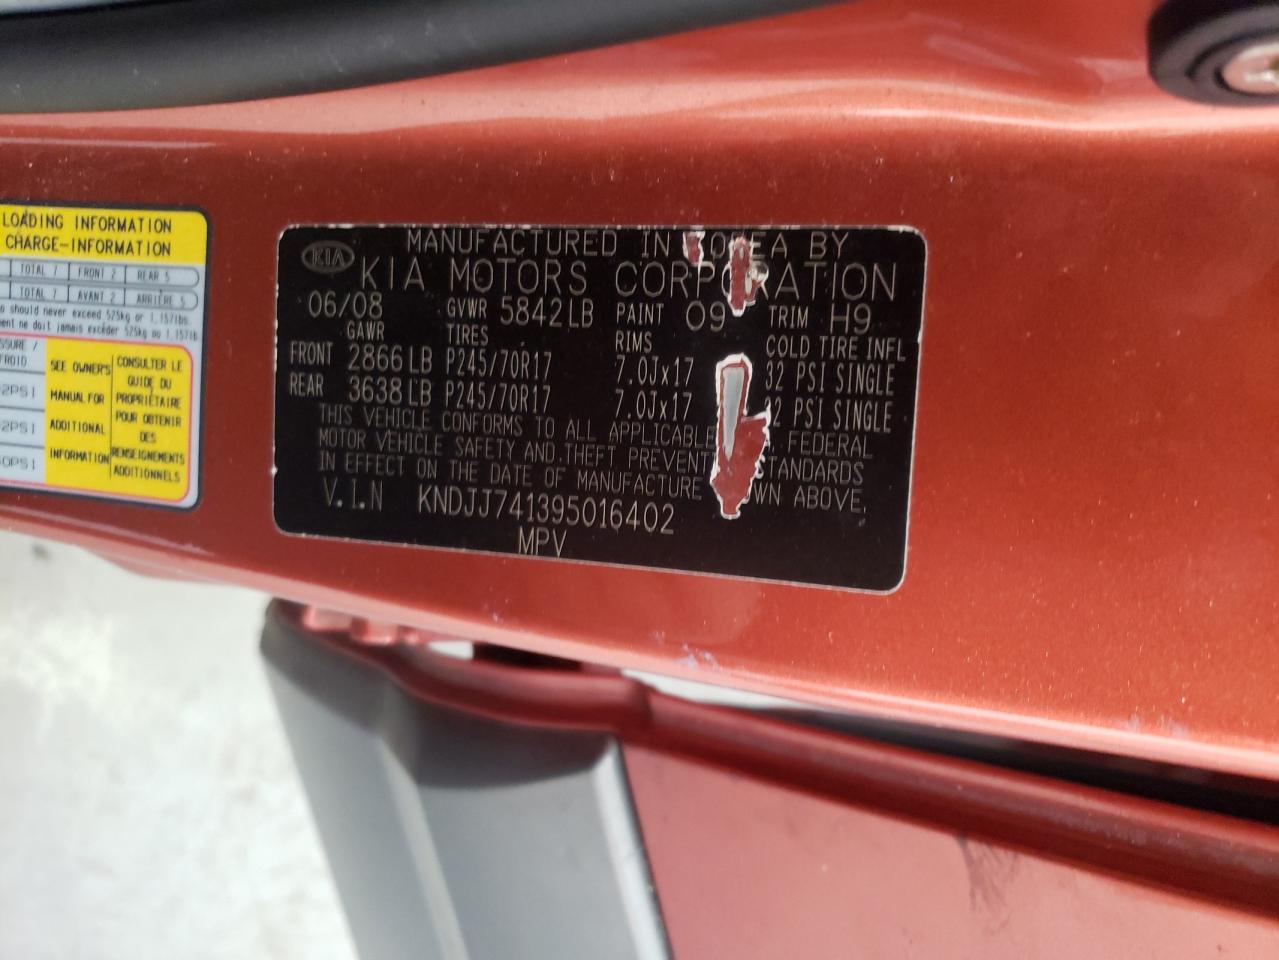 LOADING INFORMATION
CHARGE-INFORMATION
TOTAL 7 FRONT 2 REAR 5
TOTAL 7 AVANT 2 ARRIÈRE 5
should never exceed 525kg or 1,157lbs.
ne doit jamais excéder 525kg ou 1,157lb
SEE OWNER'S
MANUAL FOR
ADDITIONAL
INFORMATION
CONSULTER LE
GUIDE DU
PROPRIÉTAIRE
POUR OBTENIR
DES
RENSEIGNEMENTS
ADDITIONNELS
KIA
MANUFACTURED IN KOREA BY
KIA MOTORS CORPORATION
06/08 GVWR 5842LB PAINT O9 TRIM H9
GAWR TIRES RIMS COLD TIRE INFL
FRONT 2866LB P245/70R17 7.0Jx17 32 PSI SINGLE
REAR 3638LB P245/70R17 7.0Jx17 32 PSI SINGLE
THIS VEHICLE CONFORMS TO ALL APPLICABLE FEDERAL
MOTOR VEHICLE SAFETY AND THEFT PREVENT STANDARDS
IN EFFECT ON THE DATE OF MANUFACTURE WN ABOVE.
V.I.N KNDJJ741395016402
MPV